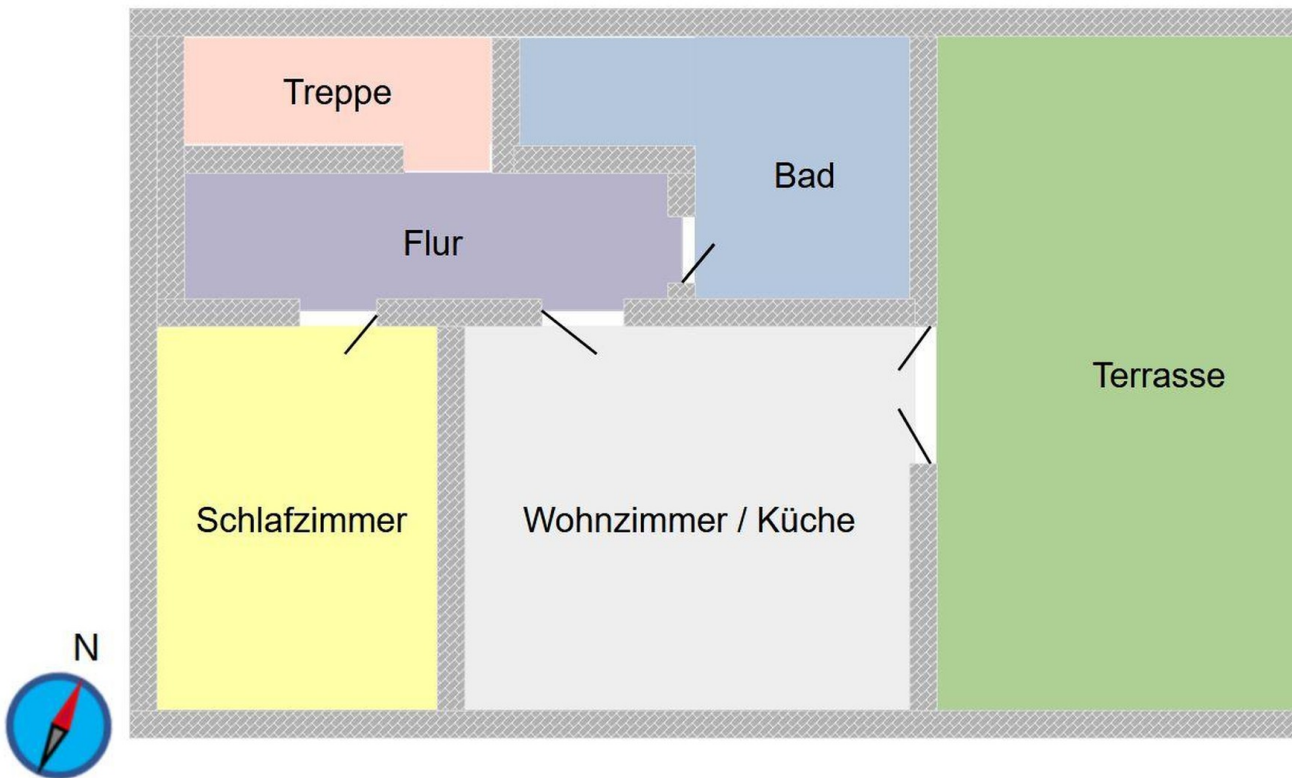 Treppe
Bad
Flur
Terrasse
Schlafzimmer
Wohnzimmer / Küche
N